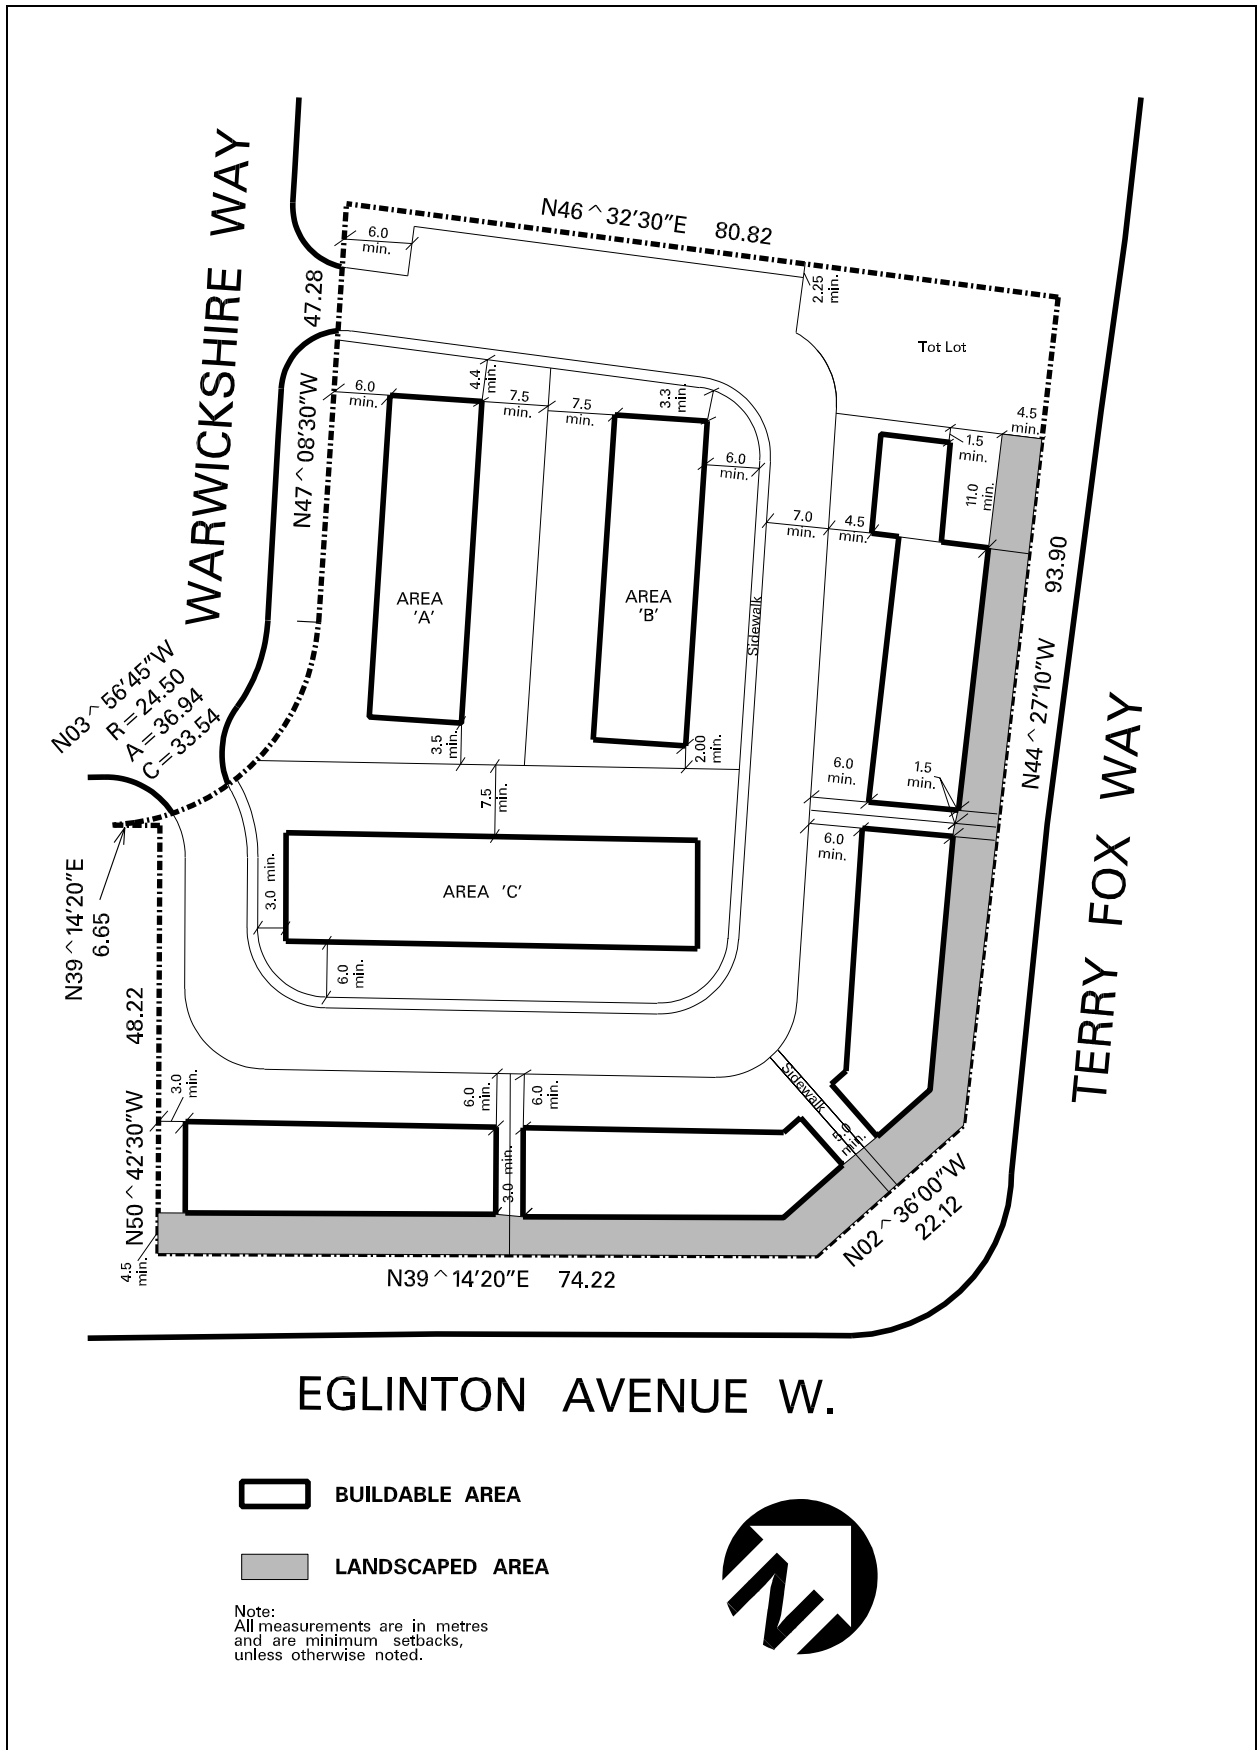 WARWICKSHIRE WAY
N46^32'30"E 80.82
6.0
min.
47.28
2.25
min.
Tot Lot
N47^08'30"W
6.0
min.
4.4
min.
7.5
min.
7.5
min.
3.3
min.
6.0
min.
4.5
min.
1.5
min.
11.0
min.
7.0
min.
4.5
min.
93.90
AREA
'A'
AREA
'B'
Sidewalk
N03^56'45"W
R=24.50
A=36.94
C=33.54
N44^27'10"W
TERRY FOX WAY
3.5
min.
2.00
min.
7.5
min.
6.0
min.
1.5
min.
6.0
min.
3.0 min.
AREA 'C'
N39^14'20"E
6.65
6.0
min.
48.22
N50^42'30"W
3.0
min.
6.0
min.
6.0
min.
Sidewalk
5.0
min.
3.0 min.
N02^36'00"W
22.12
4.5
min.
N39^14'20"E 74.22
EGLINTON AVENUE W.
BUILDABLE AREA
LANDSCAPED AREA
Note:
All measurements are in metres
and are minimum setbacks,
unless otherwise noted.
N